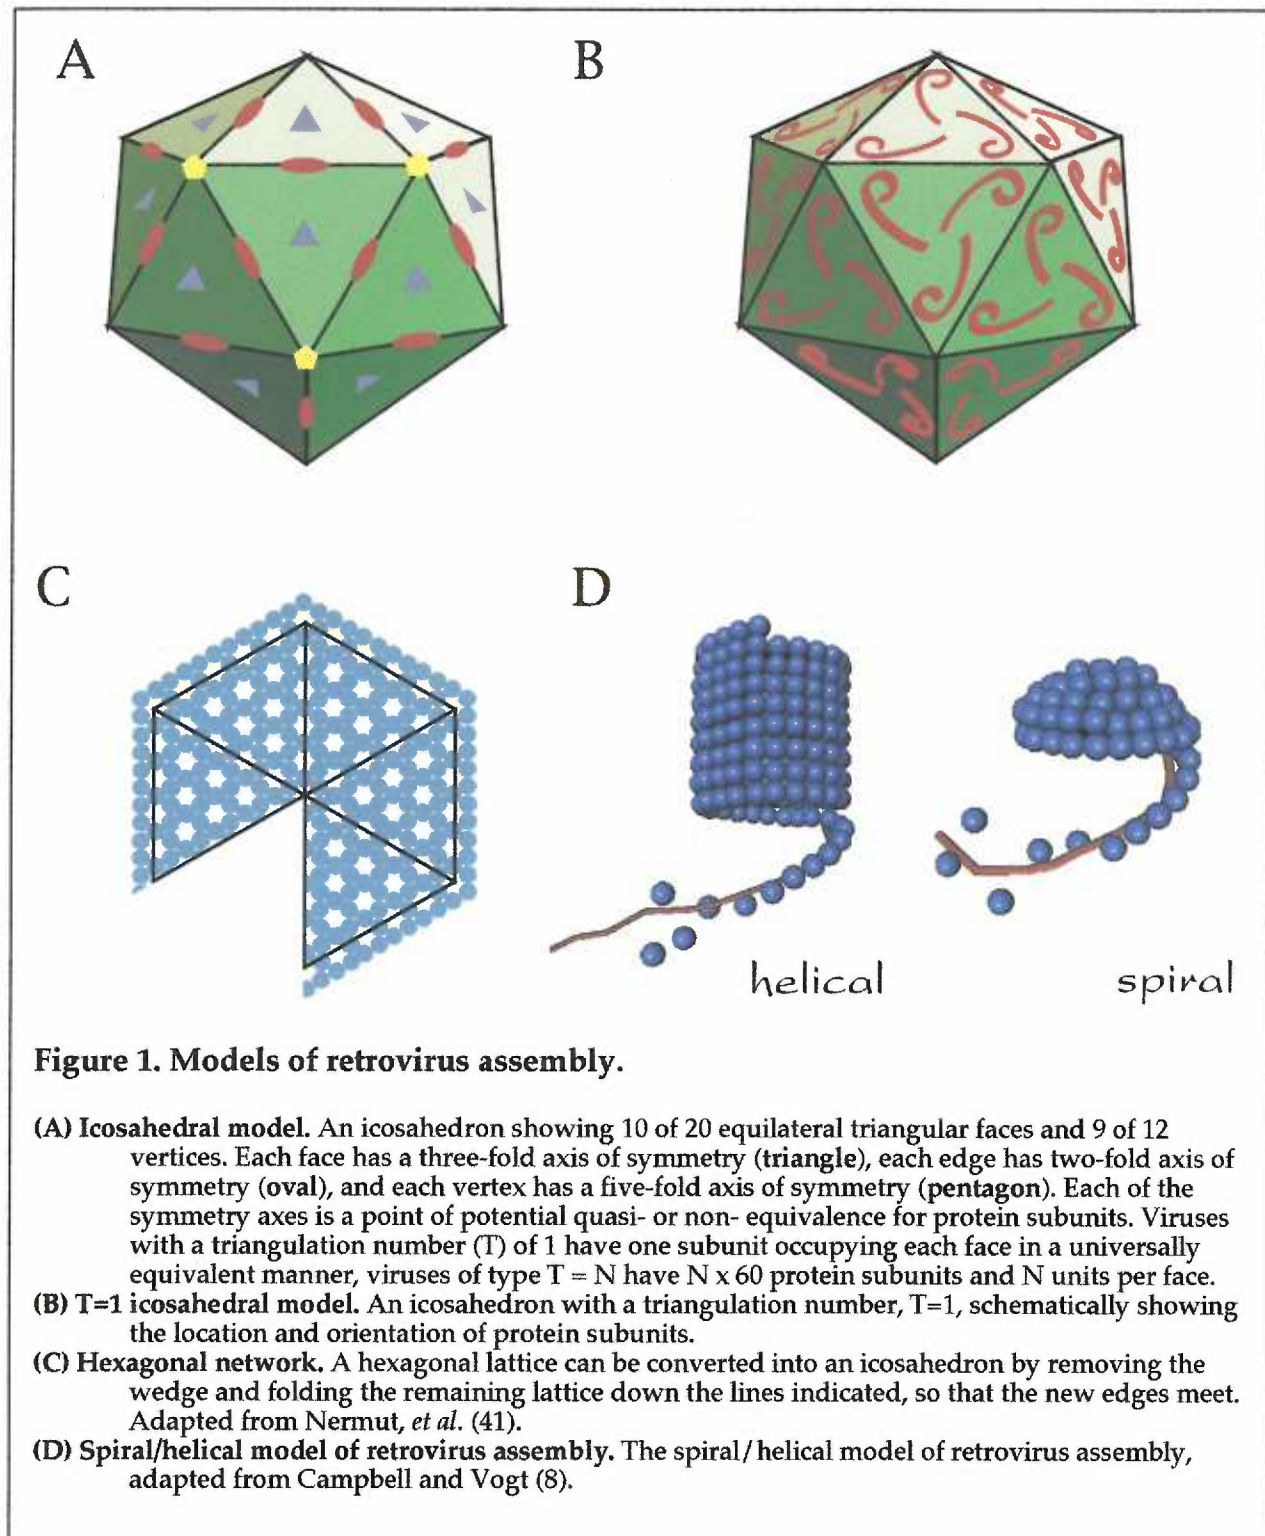 A
B
C
D
helical
spiral
Figure 1. Models of retrovirus assembly.
(A) Icosahedral model. An icosahedron showing 10 of 20 equilateral triangular faces and 9 of 12
vertices. Each face has a three-fold axis of symmetry (triangle), each edge has two-fold axis of
symmetry (oval), and each vertex has a five-fold axis of symmetry (pentagon). Each of the
symmetry axes is a point of potential quasi- or non- equivalence for protein subunits. Viruses
with a triangulation number (T) of 1 have one subunit occupying each face in a universally
equivalent manner, viruses of type T = N have N x 60 protein subunits and N units per face.
(B) T=1 icosahedral model. An icosahedron with a triangulation number, T=1, schematically showing
the location and orientation of protein subunits.
(C) Hexagonal network. A hexagonal lattice can be converted into an icosahedron by removing the
wedge and folding the remaining lattice down the lines indicated, so that the new edges meet.
Adapted from Nermut, et al. (41).
(D) Spiral/helical model of retrovirus assembly. The spiral/helical model of retrovirus assembly,
adapted from Campbell and Vogt (8).